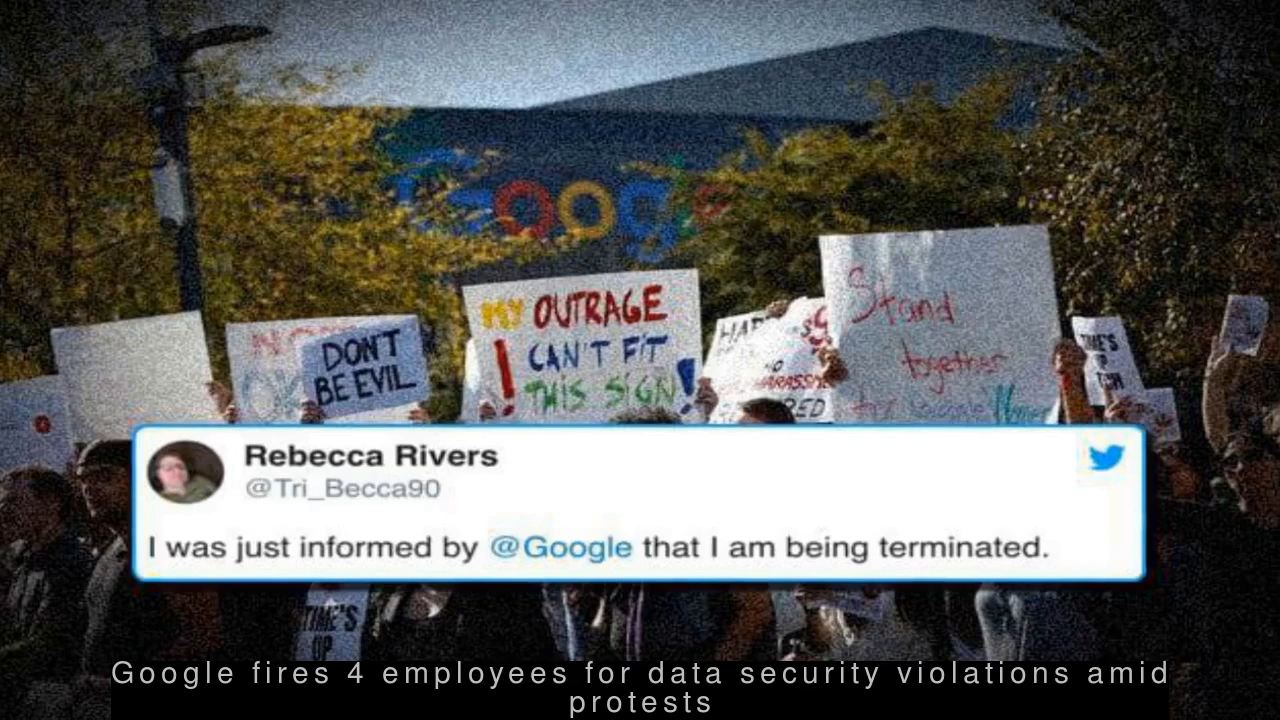 Google
DON'T
BE EVIL
MY OUTRAGE
! CAN'T FIT
THIS SIGN!
NO
Stand
together
TIME'S
UP
Rebecca Rivers
@Tri_Becca90
I was just informed by @Google that I am being terminated.
Google fires 4 employees for data security violations amid
protests